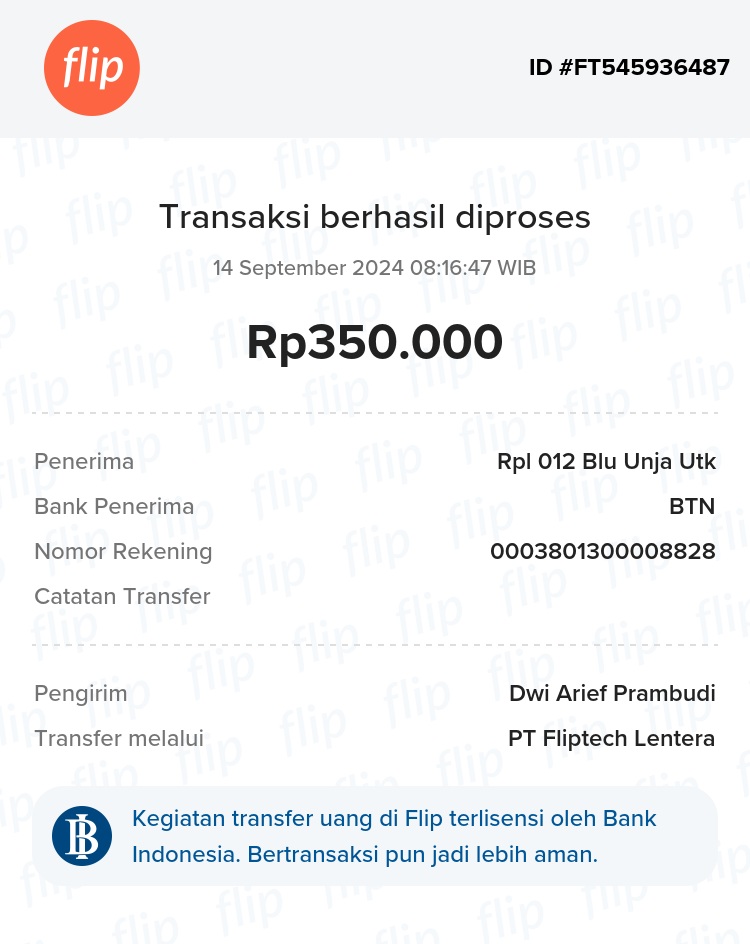 flip
ID #FT545936487
Transaksi berhasil diproses
14 September 2024 08:16:47 WIB
Rp350.000
Penerima Rpl 012 Blu Unja Utk
Bank Penerima BTN
Nomor Rekening 0003801300008828
Catatan Transfer
Pengirim Dwi Arief Prambudi
Transfer melalui PT Fliptech Lentera
Kegiatan transfer uang di Flip terlisensi oleh Bank
Indonesia. Bertransaksi pun jadi lebih aman.